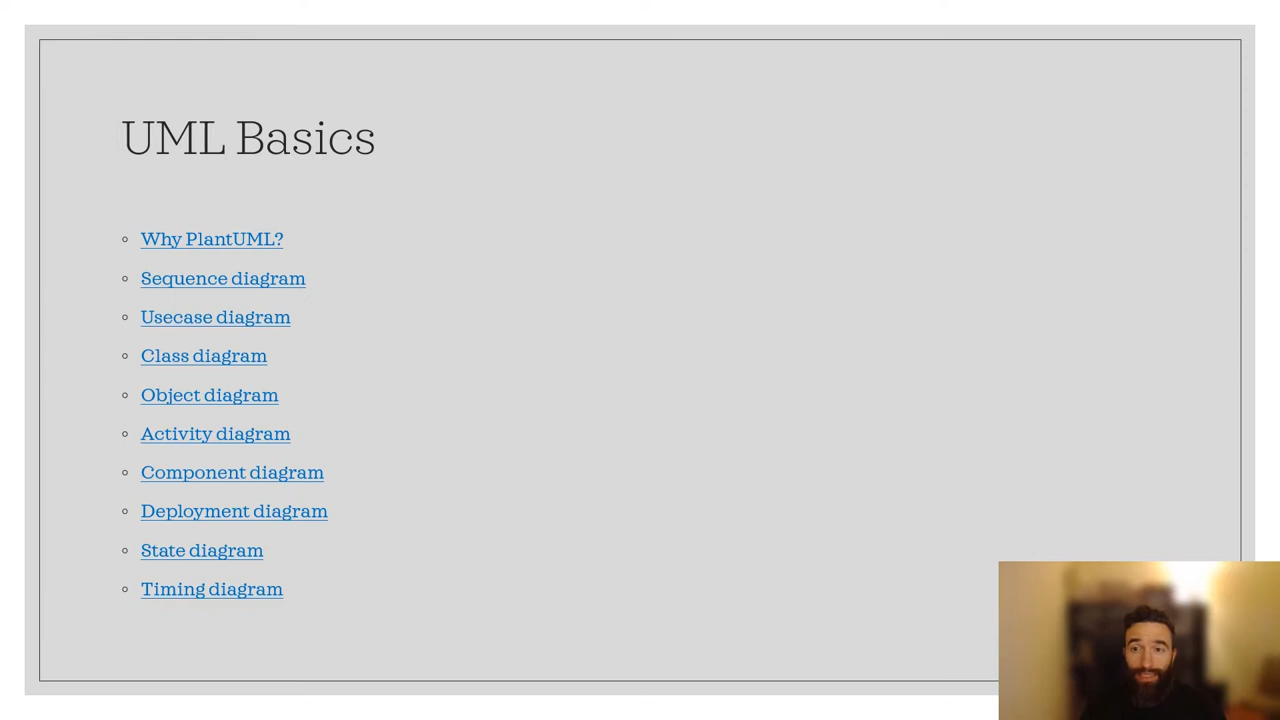 UML Basics
Why PlantUML?
Sequence diagram
Usecase diagram
Class diagram
Object diagram
Activity diagram
Component diagram
Deployment diagram
State diagram
Timing diagram